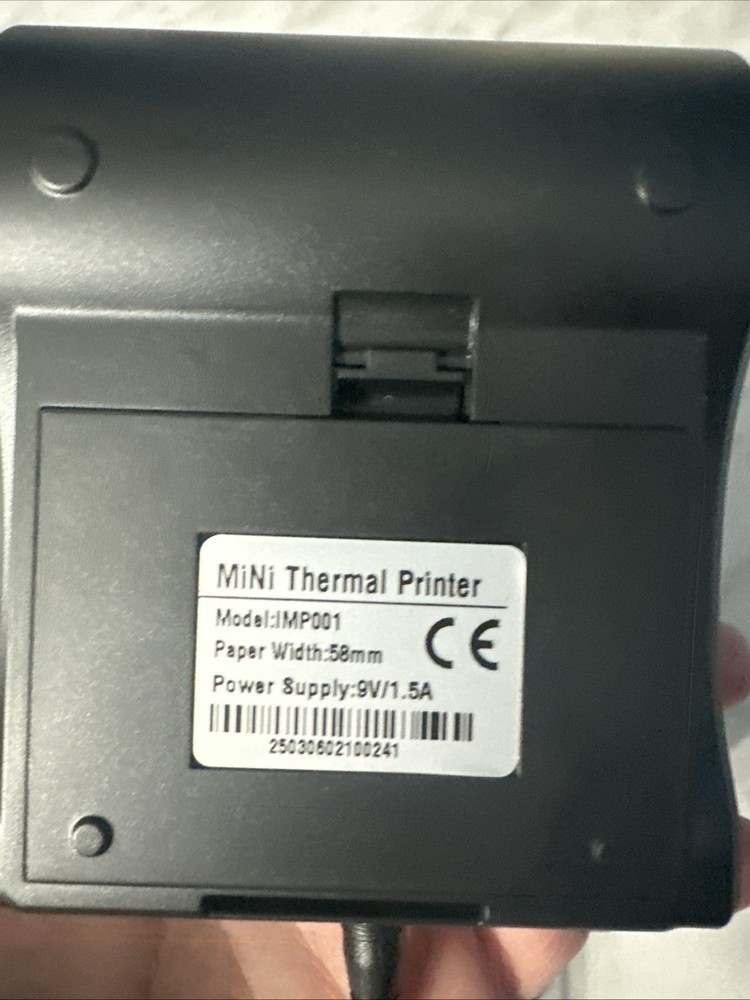 MiNi Thermal Printer
Model:IMP001
Paper Width:58mm
CE
Power Supply:9V/1.5A
25030602100241